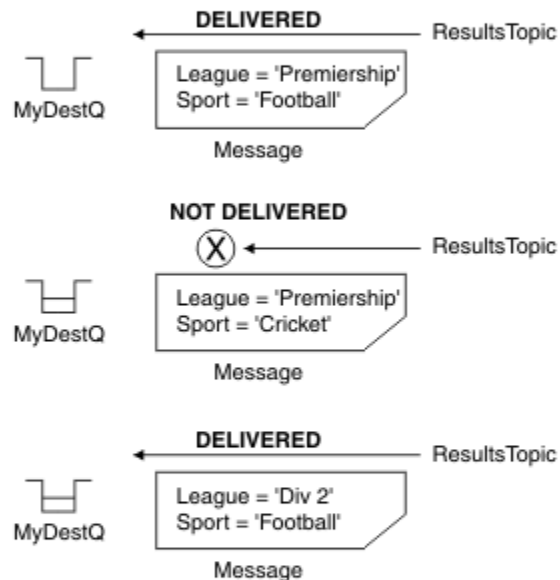 DELIVERED
ResultsTopic
League = 'Premiership'
Sport = 'Football'
MyDestQ
Message
NOT DELIVERED
X
ResultsTopic
League = 'Premiership'
Sport = 'Cricket'
MyDestQ
Message
DELIVERED
ResultsTopic
League = 'Div 2'
Sport = 'Football'
MyDestQ
Message